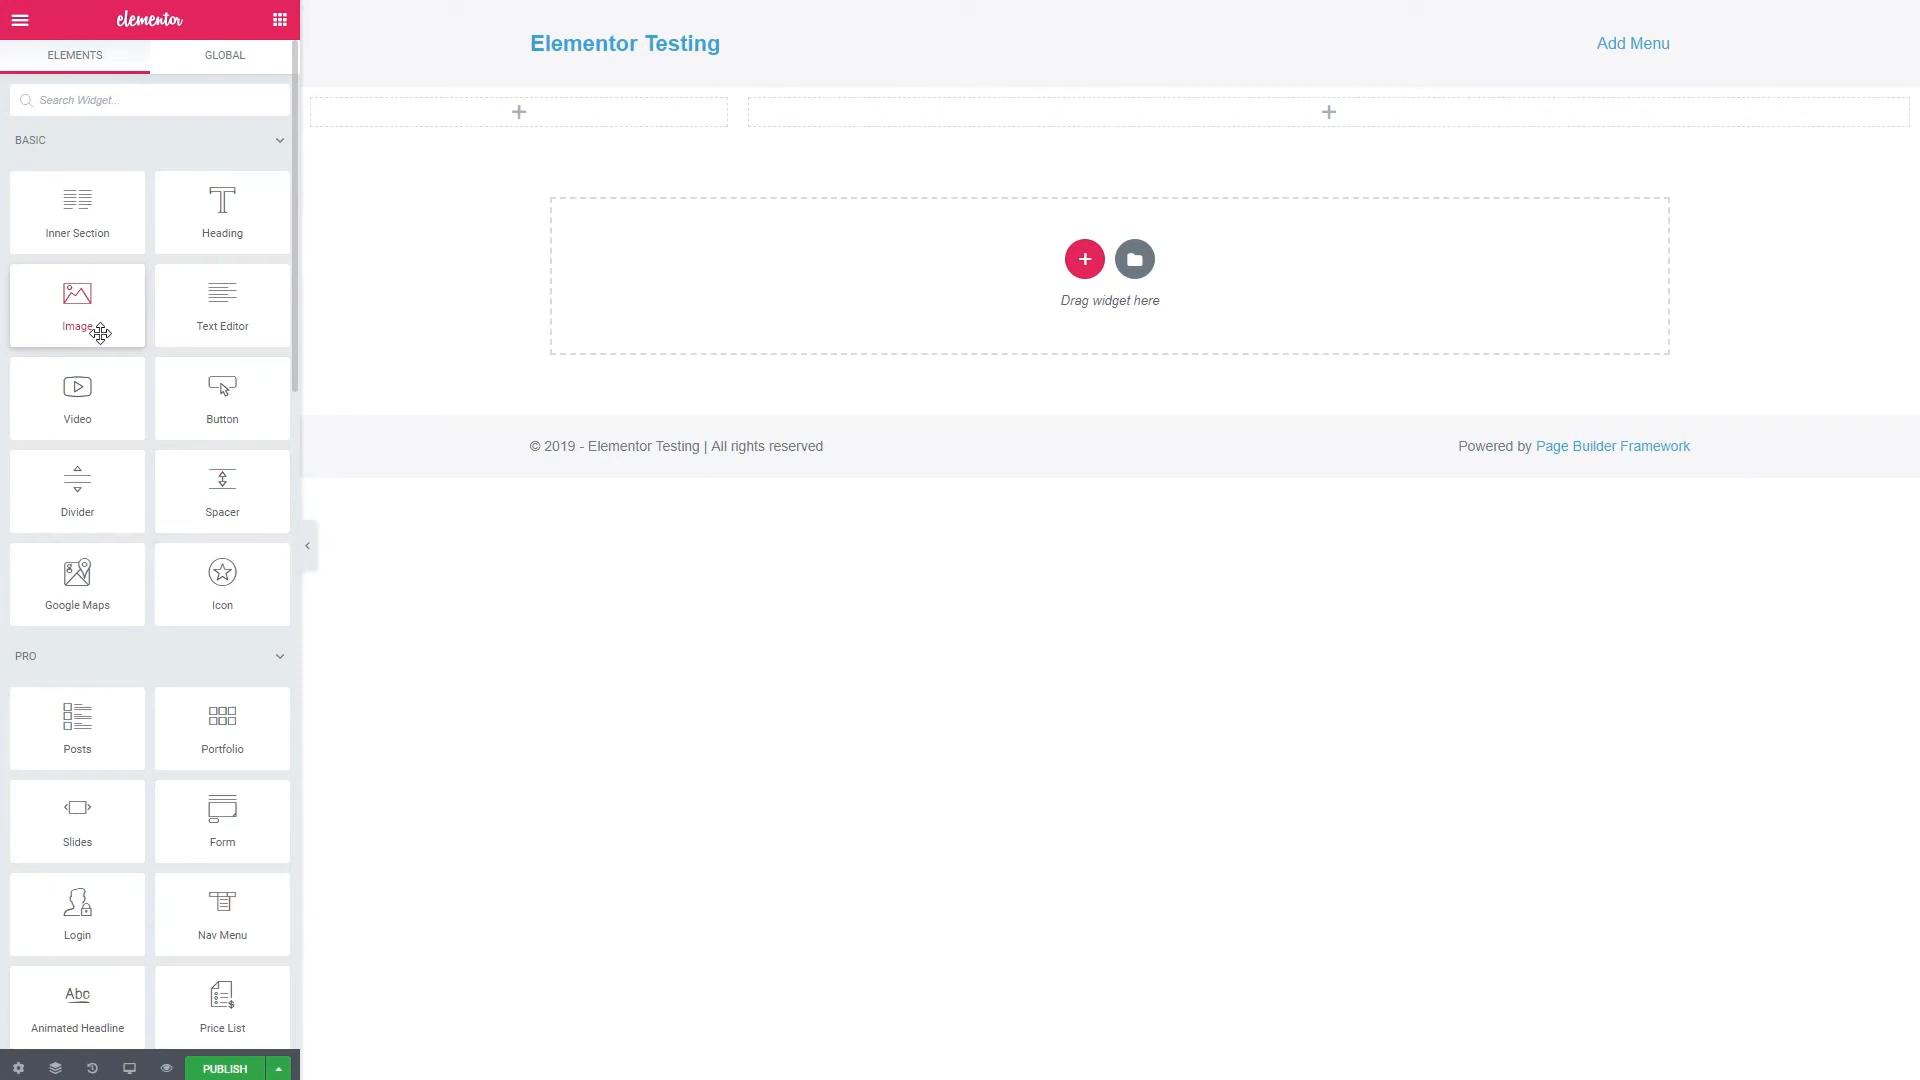 elementor
ELEMENTS
GLOBAL
Search Widget...
BASIC
Inner Section
Heading
Image
Text Editor
Video
Button
Divider
Spacer
Google Maps
Icon
PRO
Posts
Portfolio
Slides
Form
Login
Nav Menu
Abc
Animated Headline
Price List
PUBLISH
Elementor Testing
Add Menu
Drag widget here
© 2019 - Elementor Testing | All rights reserved
Powered by Page Builder Framework